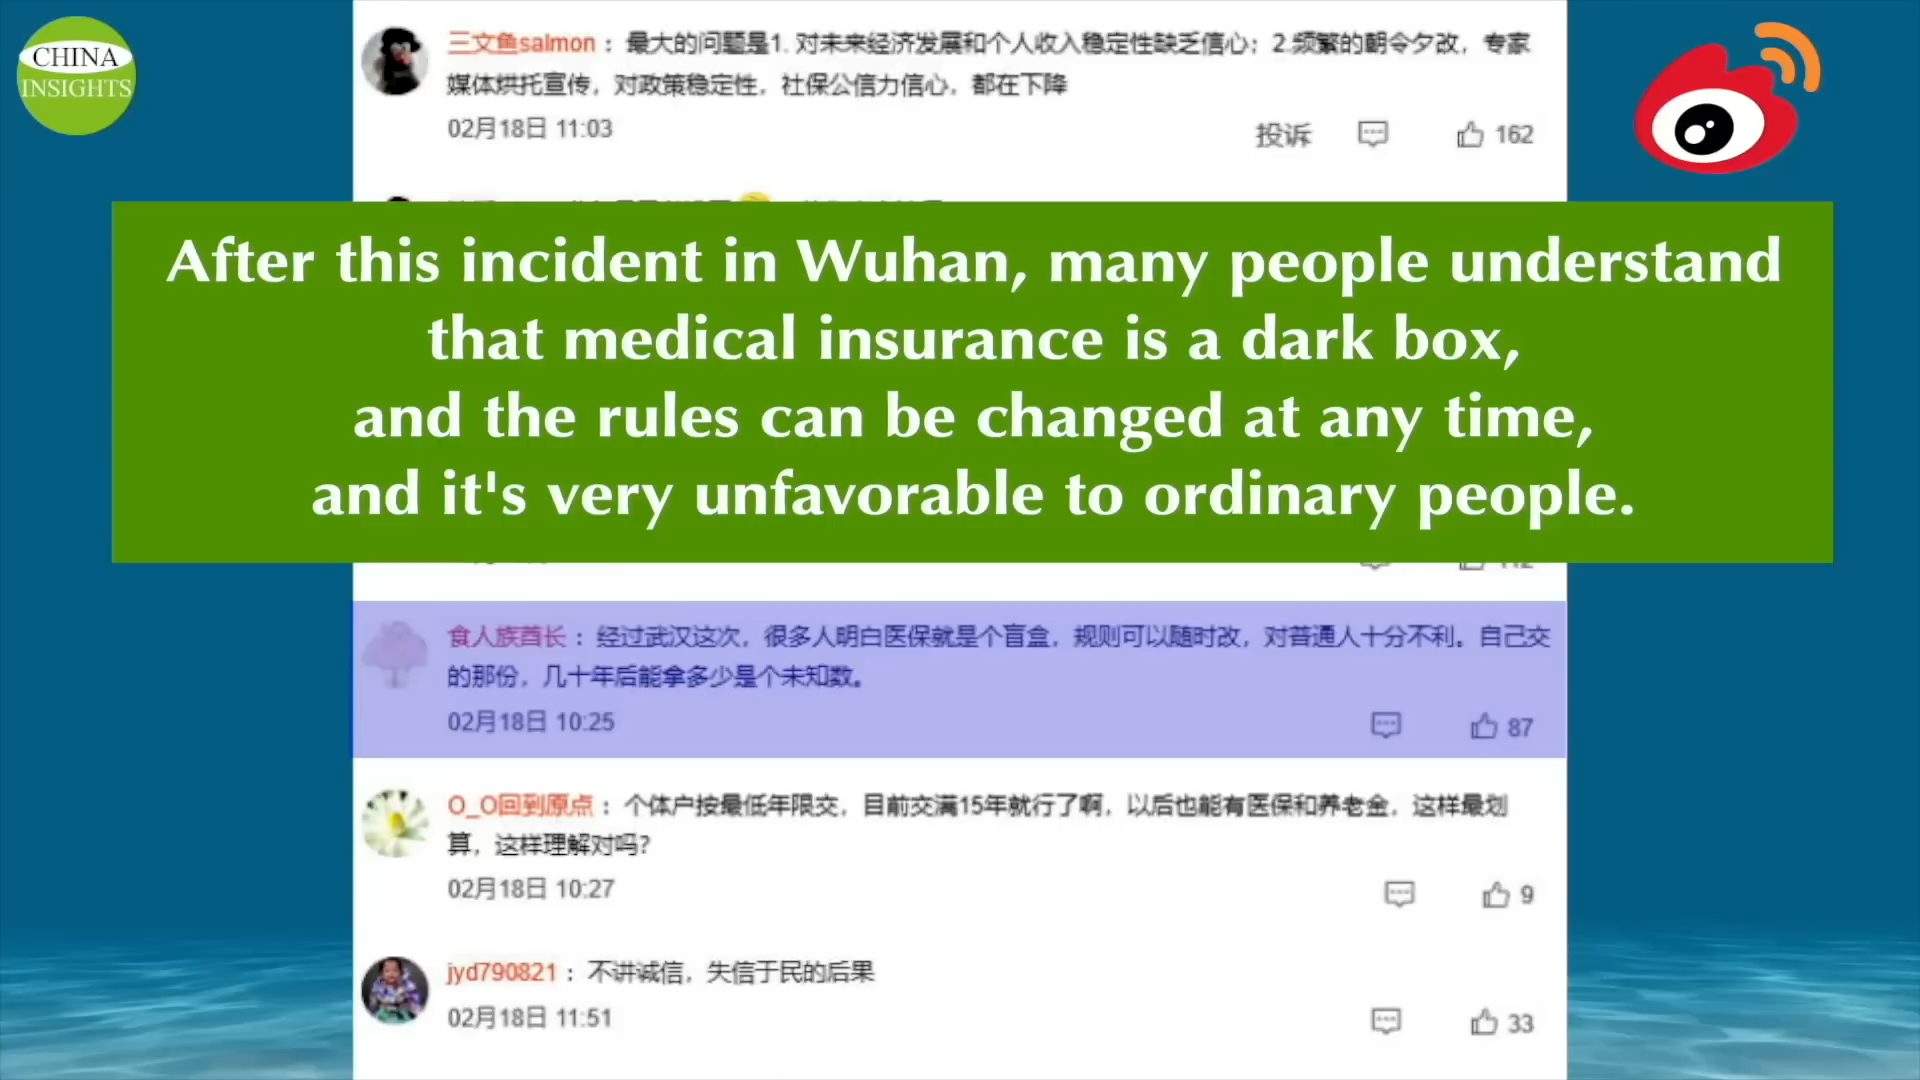 CHINA
INSIGHTS
三文鱼salmon：最大的问题是1. 对未来经济发展和个人收入稳定性缺乏信心；2.频繁的朝令夕改，专家
媒体烘托宣传，对政策稳定性，社保公信力信心，都在下降
02月18日 11:03
投诉
162
After this incident in Wuhan, many people understand
that medical insurance is a dark box,
and the rules can be changed at any time,
and it's very unfavorable to ordinary people.
食人族酋长：经过武汉这次，很多人明白医保就是个盲盒，规则可以随时改，对普通人十分不利。自己交
的那份，几十年后能拿多少是个未知数。
02月18日 10:25
87
O_O回到原点：个体户按最低年限交，目前交满15年就行了啊，以后也能有医保和养老金，这样最划
算，这样理解对吗?
02月18日 10:27
9
jyd790821：不讲诚信，失信于民的后果
02月18日 11:51
33